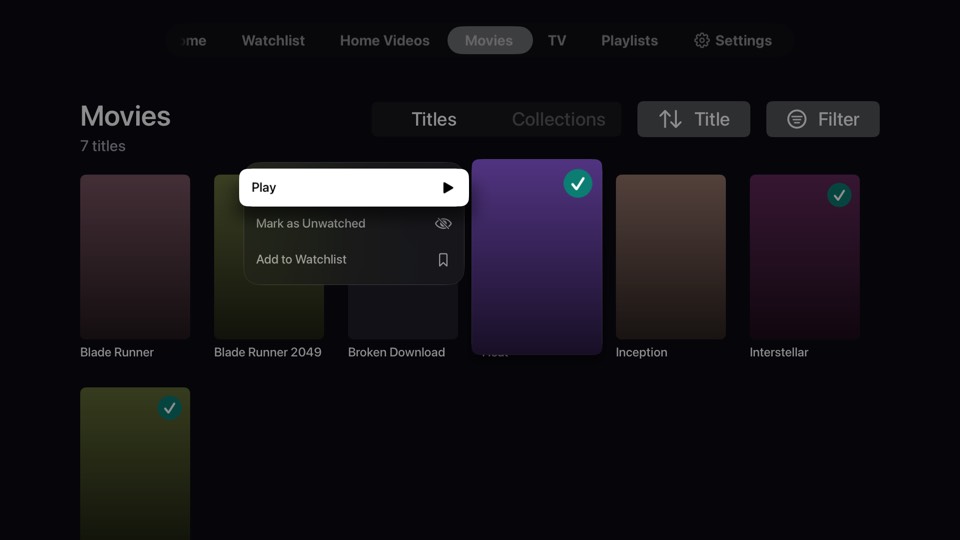 ome
Watchlist
Home Videos
Movies
TV
Playlists
Settings
Movies
7 titles
Titles
Collections
Title
Filter
Play
Mark as Unwatched
Add to Watchlist
Blade Runner
Blade Runner 2049
Broken Download
Inception
Interstellar